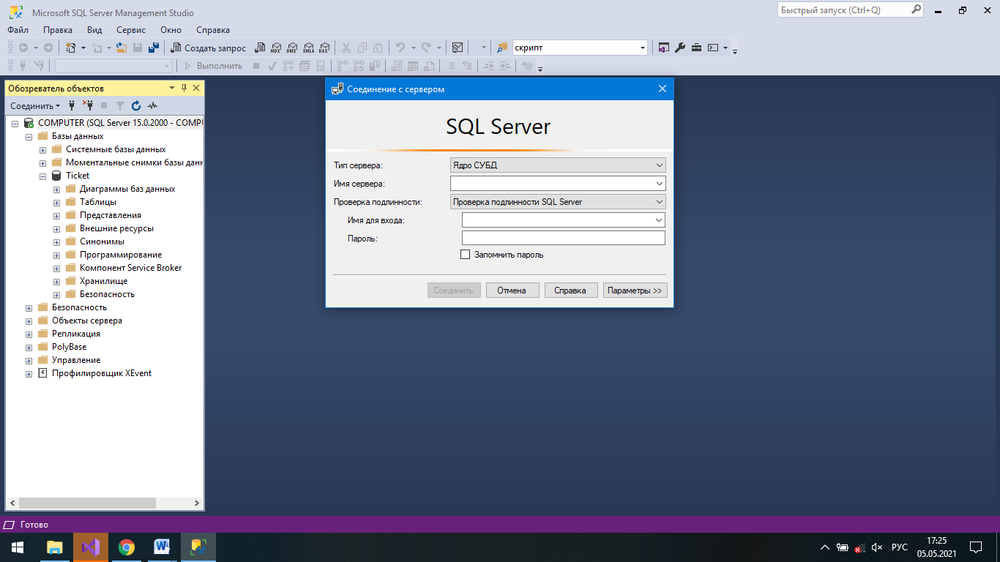 Microsoft SQL Server Management Studio
Быстрый запуск (Ctrl+Q)
Файл Правка Вид Сервис Окно Справка
Создать запрос MDX DMX XMLA DAX скрипт
Выполнить
Обозреватель объектов
Соединить
COMPUTER (SQL Server 15.0.2000 - COMPU
Базы данных
Системные базы данных
Моментальные снимки базы данн
Ticket
Диаграммы баз данных
Таблицы
Представления
Внешние ресурсы
Синонимы
Программирование
Компонент Service Broker
Хранилище
Безопасность
Безопасность
Объекты сервера
Репликация
PolyBase
Управление
Профилировщик XEvent
Соединение с сервером
SQL Server
Тип сервера: Ядро СУБД
Имя сервера:
Проверка подлинности: Проверка подлинности SQL Server
Имя для входа:
Пароль:
Запомнить пароль
Соединить Отмена Справка Параметры >>
Готово
РУС
17:25
05.05.2021